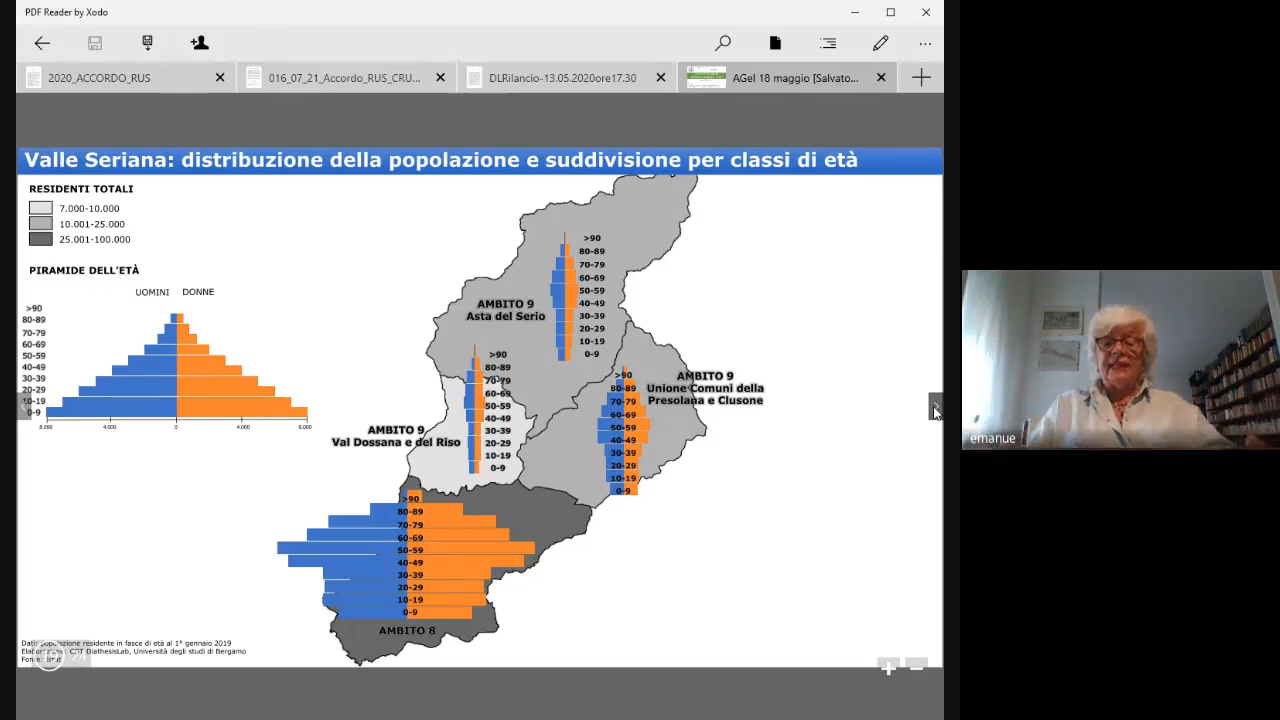 PDF Reader by Xodo
2020_ACCORDO_RUS
016_07_21_Accordo_RUS_CRU...
DLRilancio-13.05.2020ore17.30
AGeI 18 maggio [Salvato...
Valle Seriana: distribuzione della popolazione e suddivisione per classi di età
RESIDENTI TOTALI
7.000-10.000
10.001-25.000
25.001-100.000
PIRAMIDE DELL'ETÀ
UOMINI DONNE
>90
80-89
70-79
60-69
50-59
40-49
30-39
20-29
10-19
0-9
6.000 4.000 0 4.000 6.000
>90
80-89
70-79
60-69
50-59
40-49
30-39
20-29
10-19
0-9
AMBITO 9
Asta del Serio
>90
80-89
70-79
60-69
50-59
40-49
30-39
20-29
10-19
0-9
AMBITO 9
Val Dossana e del Riso
>90
80-89
70-79
60-69
50-59
40-49
30-39
20-29
10-19
0-9
AMBITO 9
Unione Comuni della
Presolana e Clusone
>90
80-89
70-79
60-69
50-59
40-49
30-39
20-29
10-19
0-9
AMBITO 8
Dati: popolazione residente in fasce di età al 1° gennaio 2019
CST DiathesisLab, Università degli studi di Bergamo
Istat
emanue